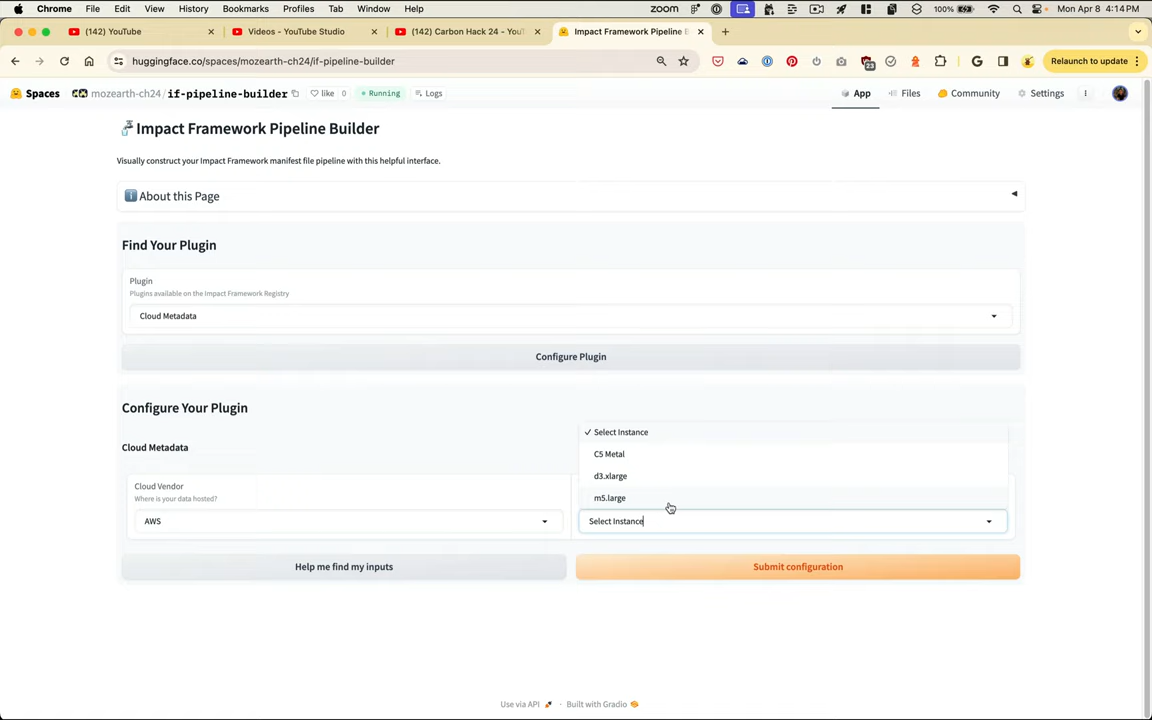 Chrome File Edit View History Bookmarks Profiles Tab Window Help zoom 100% Mon Apr 8 4:14 PM
(142) YouTube Videos - YouTube Studio (142) Carbon Hack 24 - YouT Impact Framework Pipeline B
huggingface.co/spaces/mozearth-ch24/if-pipeline-builder 23 Relaunch to update
Spaces mozearth-ch24/if-pipeline-builder like 0 Running Logs App Files Community Settings
Impact Framework Pipeline Builder
Visually construct your Impact Framework manifest file pipeline with this helpful interface.
About this Page
Find Your Plugin
Plugin
Plugins available on the Impact Framework Registry
Cloud Metadata
Configure Plugin
Configure Your Plugin
Cloud Metadata
Cloud Vendor
Where is your data hosted?
AWS
Select Instance
C5 Metal
d3.xlarge
m5.large
Select Instance
Help me find my inputs Submit configuration
Use via API · Built with Gradio